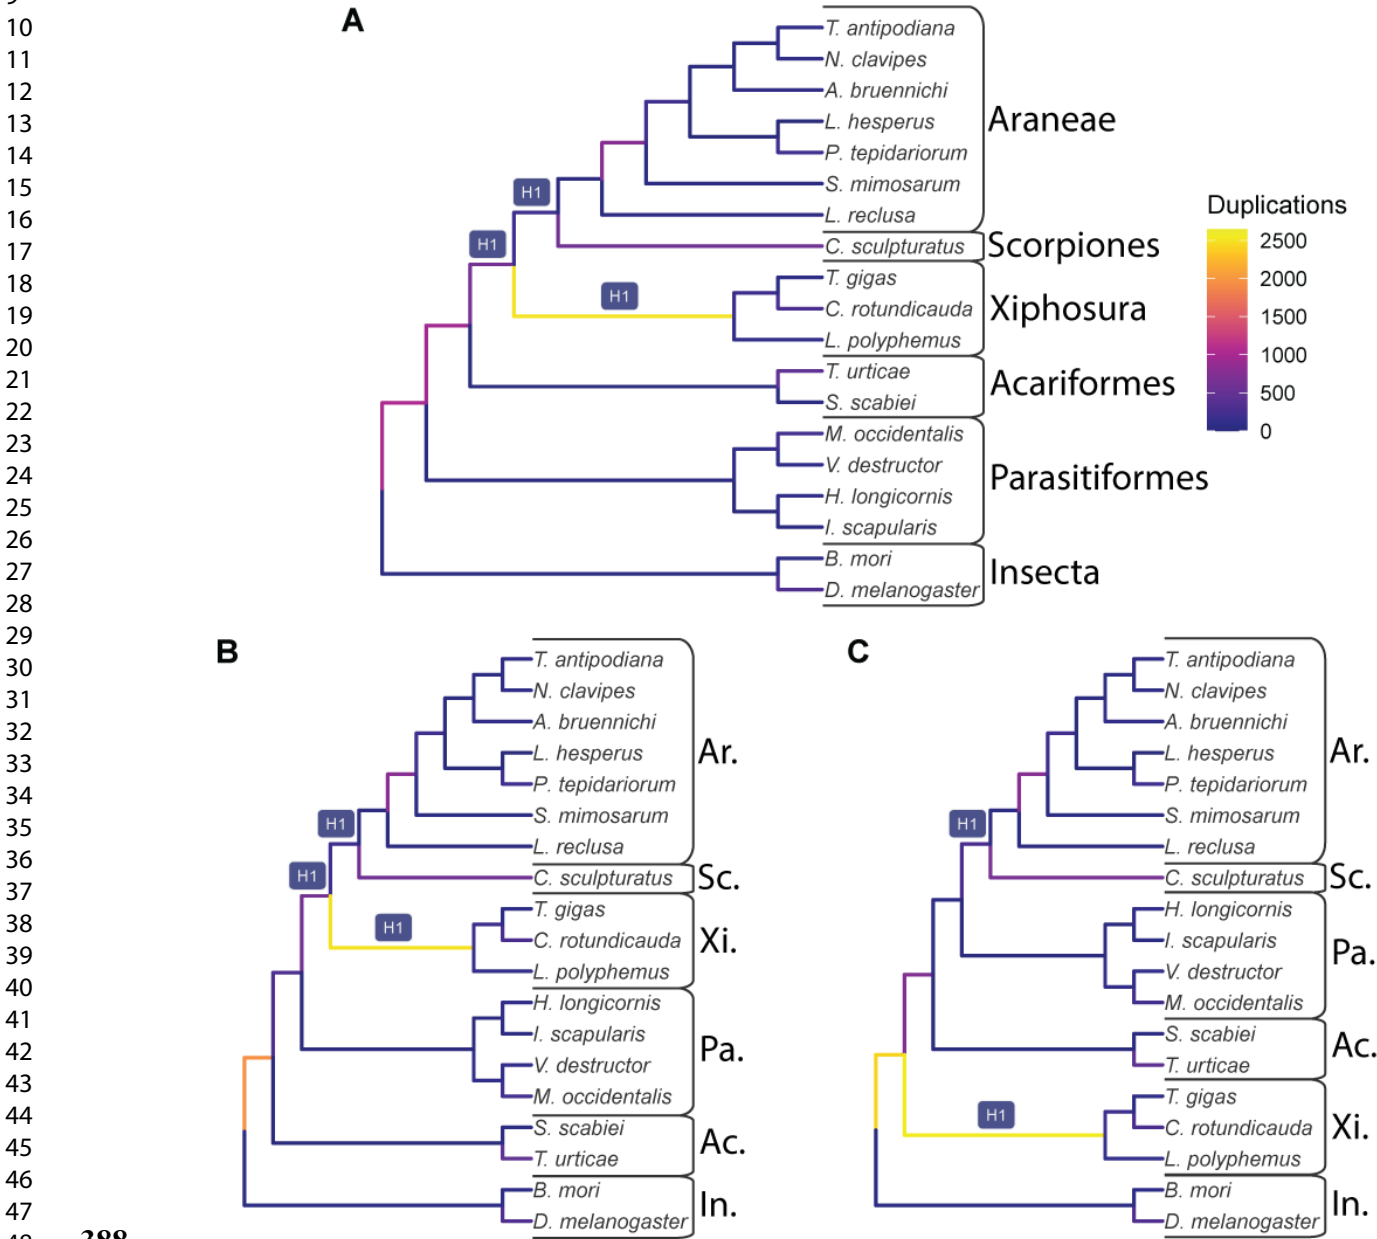 10
11
12
13
14
15
16
17
18
19
20
21
22
23
24
25
26
27
28
29
30
31
32
33
34
35
36
37
38
39
40
41
42
43
44
45
46
47
A
T. antipodiana
N. clavipes
A. bruennichi
L. hesperus
P. tepidariorum
S. mimosarum
L. reclusa
C. sculpturatus
T. gigas
C. rotundicauda
L. polyphemus
T. urticae
S. scabiei
M. occidentalis
V. destructor
H. longicornis
I. scapularis
B. mori
D. melanogaster
Araneae
Scorpiones
Xiphosura
Acariformes
Parasitiformes
Insecta
H1
H1
H1
Duplications
2500
2000
1500
1000
500
0
B
T. antipodiana
N. clavipes
A. bruennichi
L. hesperus
P. tepidariorum
S. mimosarum
L. reclusa
C. sculpturatus
T. gigas
C. rotundicauda
L. polyphemus
H. longicornis
I. scapularis
V. destructor
M. occidentalis
S. scabiei
T. urticae
B. mori
D. melanogaster
Ar.
Sc.
Xi.
Pa.
Ac.
In.
H1
H1
H1
C
T. antipodiana
N. clavipes
A. bruennichi
L. hesperus
P. tepidariorum
S. mimosarum
L. reclusa
C. sculpturatus
H. longicornis
I. scapularis
V. destructor
M. occidentalis
S. scabiei
T. urticae
T. gigas
C. rotundicauda
L. polyphemus
B. mori
D. melanogaster
Ar.
Sc.
Pa.
Ac.
Xi.
In.
H1
H1